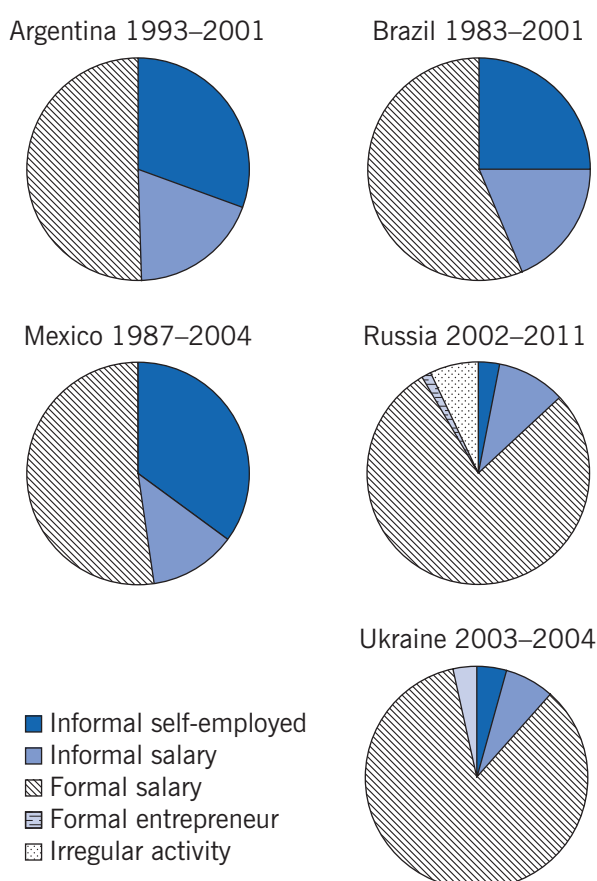 Argentina 1993–2001
Brazil 1983–2001
Mexico 1987–2004
Russia 2002–2011
Ukraine 2003–2004
Informal self-employed
Informal salary
Formal salary
Formal entrepreneur
Irregular activity